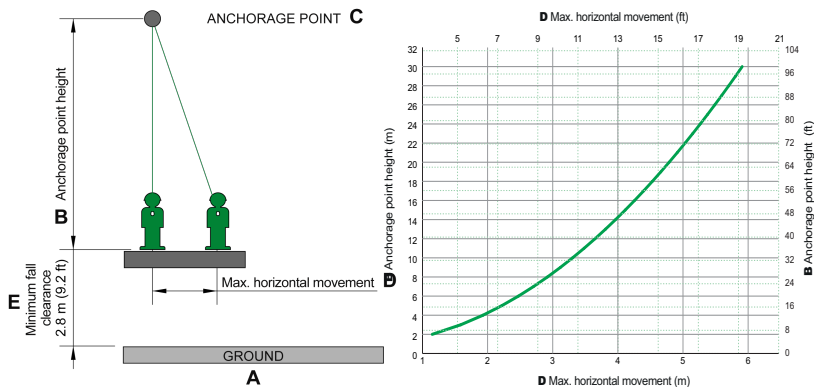 ANCHORAGE POINT C
Anchorage point height
B
Max. horizontal movement D
E
Minimum fall
clearance
2.8 m (9.2 ft)
GROUND
A
D Max. horizontal movement (ft)
5 7 9 11 13 15 17 19 21
32
30
28
26
24
22
20
18
16
14
12
10
8
6
4
2
0
B Anchorage point height (m)
104
96
88
80
72
64
56
48
40
32
24
16
8
0
B Anchorage point height (ft)
1 2 3 4 5 6
D Max. horizontal movement (m)